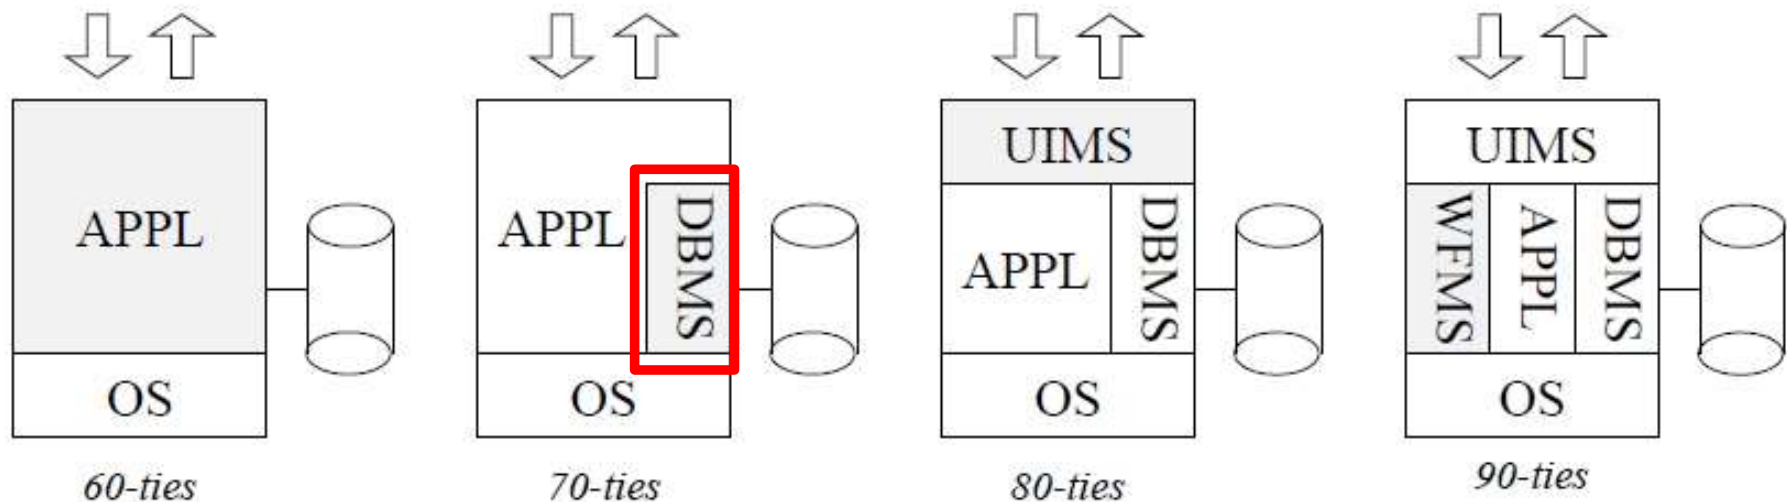 APPL
OS
60-ties
APPL
DBMS
OS
70-ties
UIMS
APPL
DBMS
OS
80-ties
UIMS
WFMS
APPL
DBMS
OS
90-ties